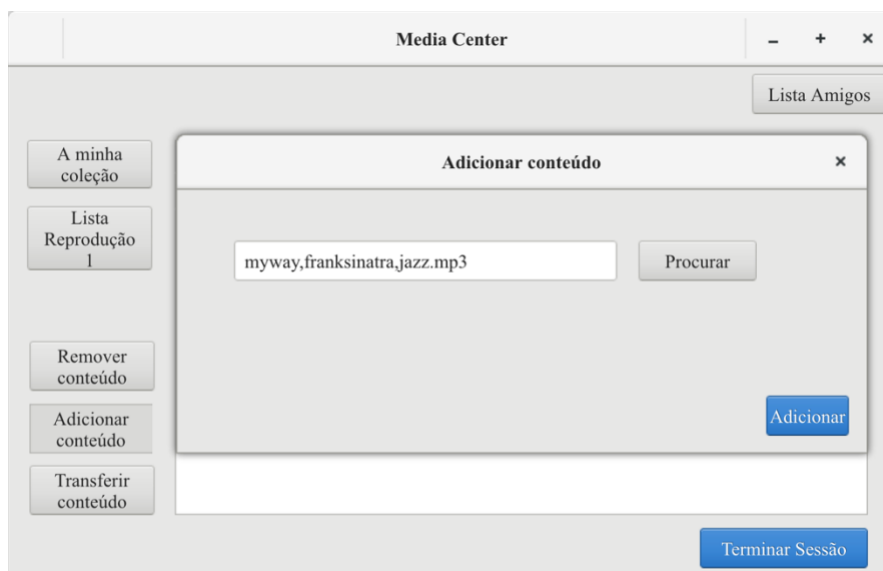 Media Center
Lista Amigos
A minha
coleção
Lista
Reprodução
1
Adicionar conteúdo
myway,franksinatra,jazz.mp3
Procurar
Remover
conteúdo
Adicionar
conteúdo
Adicionar
Transferir
conteúdo
Terminar Sessão